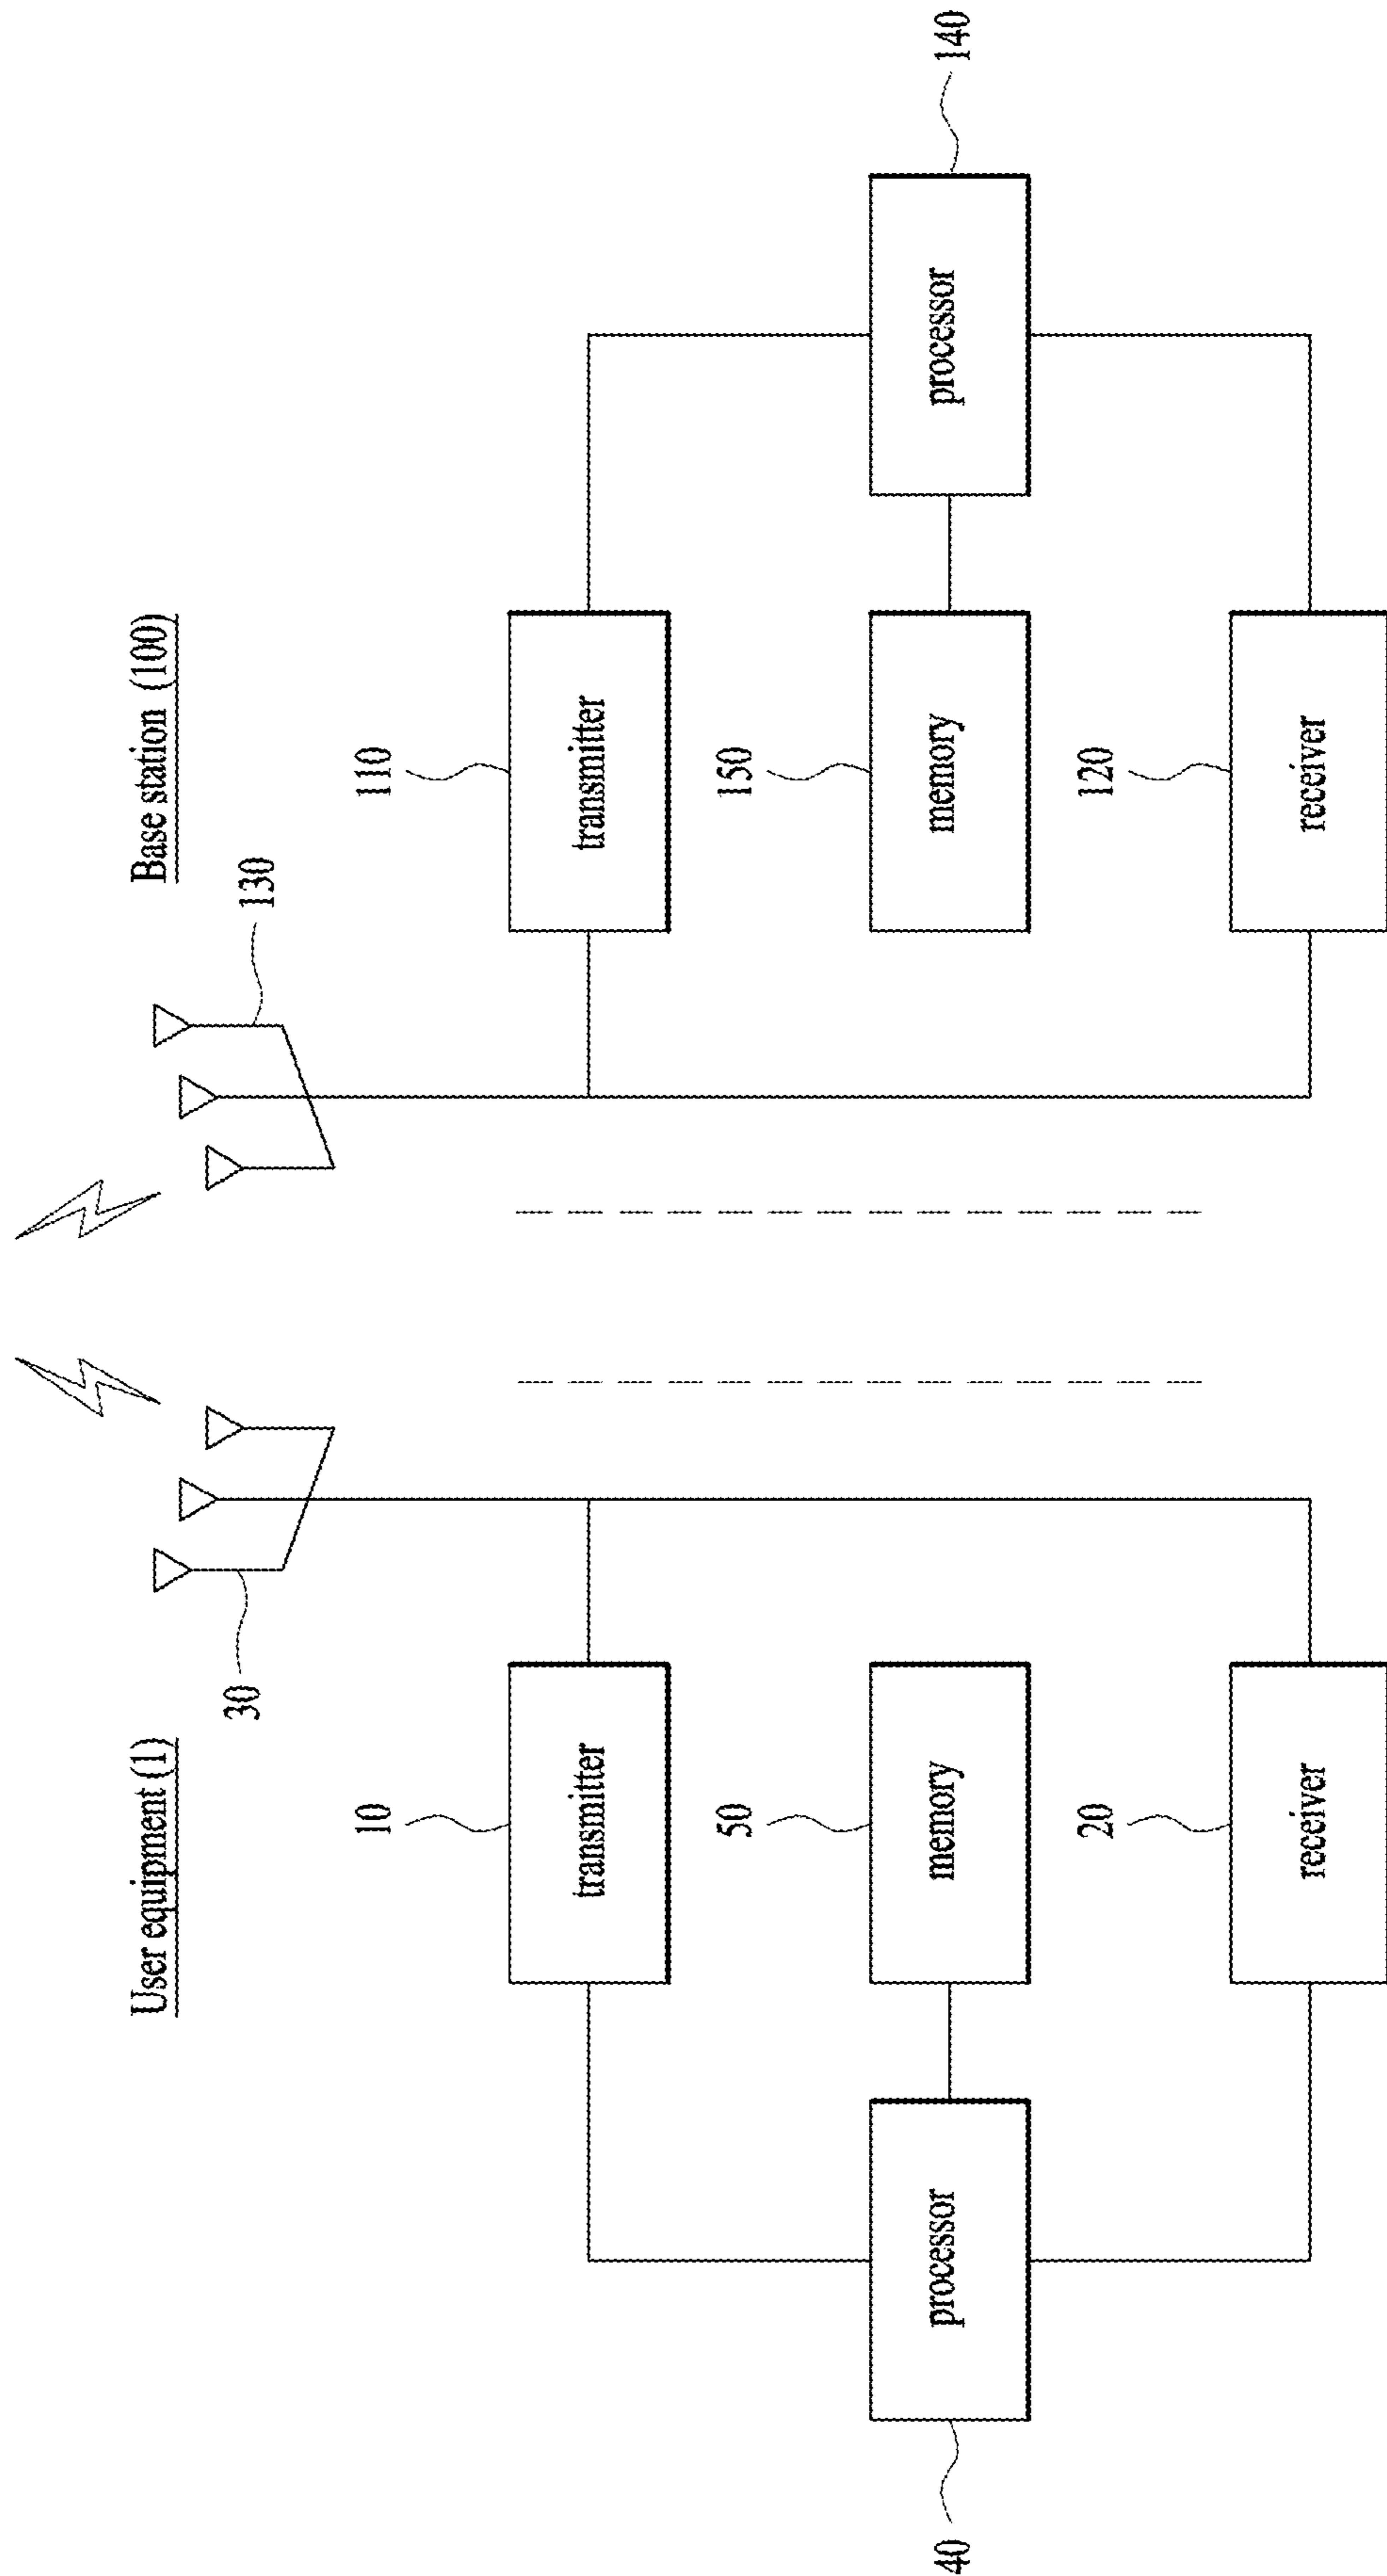 User equipment (1)
Base station (100)
30
130
10
110
transmitter
transmitter
50
150
40
processor
memory
memory
processor
140
20
120
receiver
receiver